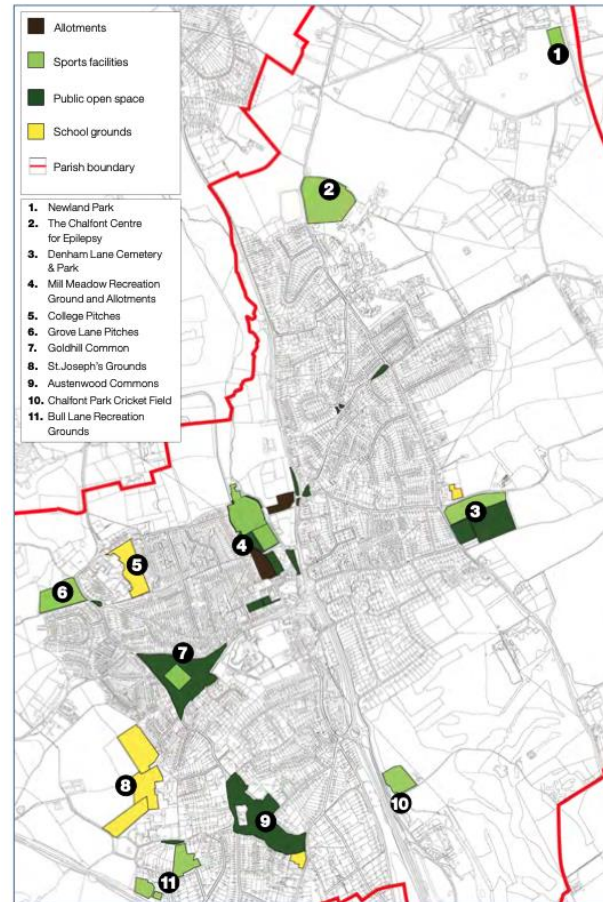 Allotments
Sports facilities
Public open space
School grounds
Parish boundary
1. Newland Park
2. The Chalfont Centre
for Epilepsy
3. Denham Lane Cemetery
& Park
4. Mill Meadow Recreation
Ground and Allotments
5. College Pitches
6. Grove Lane Pitches
7. Goldhill Common
8. St.Joseph's Grounds
9. Austenwood Commons
10. Chalfont Park Cricket Field
11. Bull Lane Recreation
Grounds
1
2
3
4
5
6
7
8
9
10
11